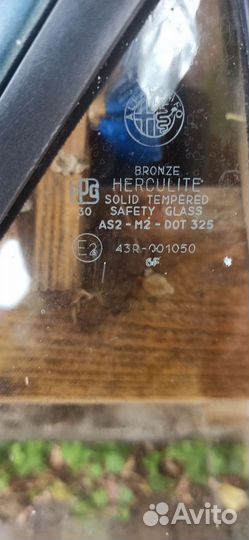 BRONZE
HERCULITE
SOLID TEMPERED
PPG
30
SAFETY GLASS
AS2-M2-DOT 325
E2
43R-001050
Avito